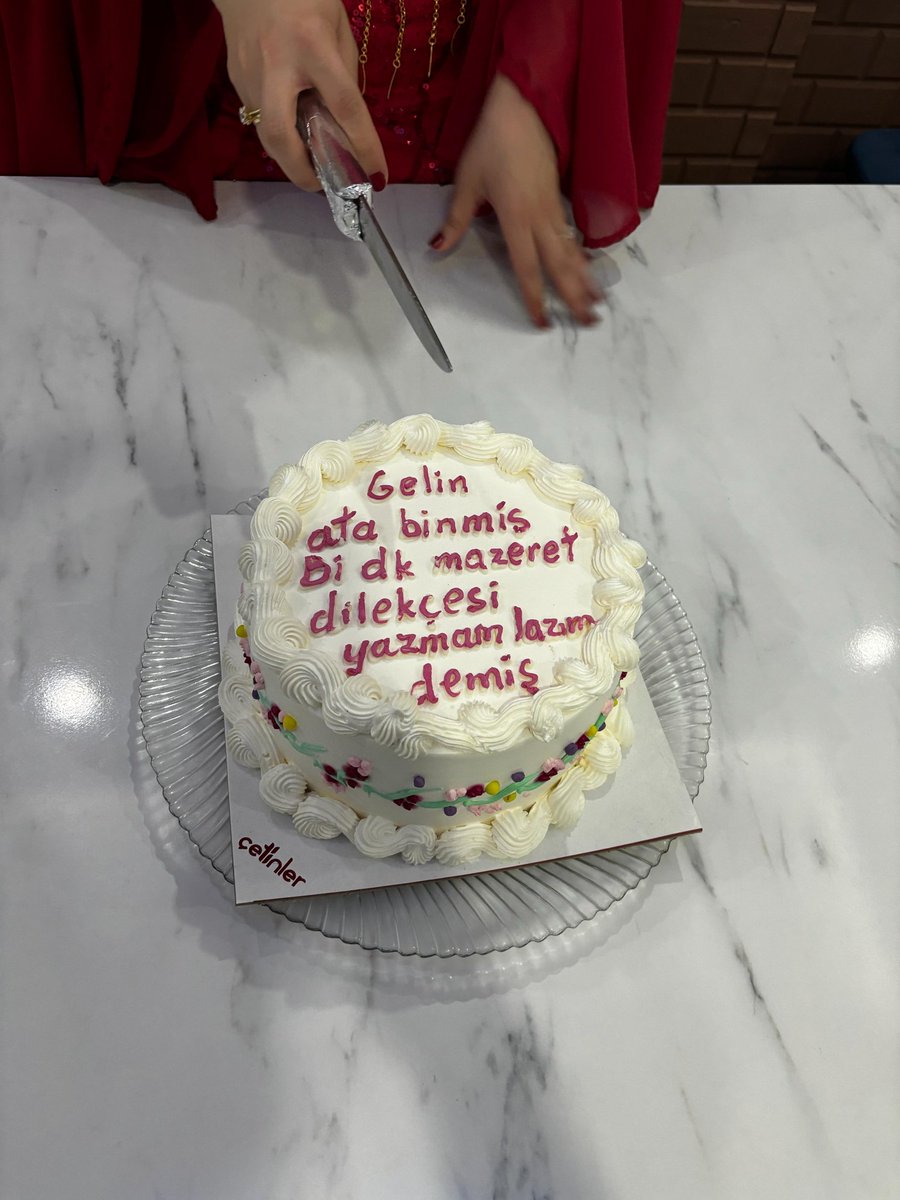 Gelin
ata binmiş
Bi dk mazeret
dilekçesi
yazmam lazım
demiş
çetinler